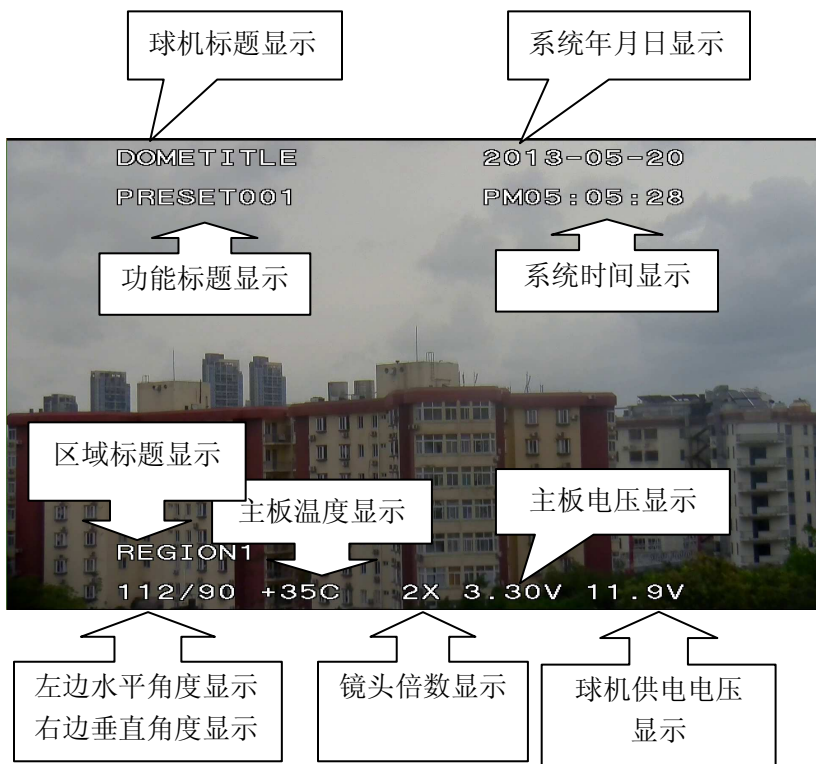 球机标题显示
系统年月日显示
DOMETITLE
2013-05-20
PRESET001
PM05:05:28
功能标题显示
系统时间显示
区域标题显示
主板温度显示
主板电压显示
REGION1
112/90 +35C 2X 3.30V 11.9V
左边水平角度显示
右边垂直角度显示
镜头倍数显示
球机供电电压
显示